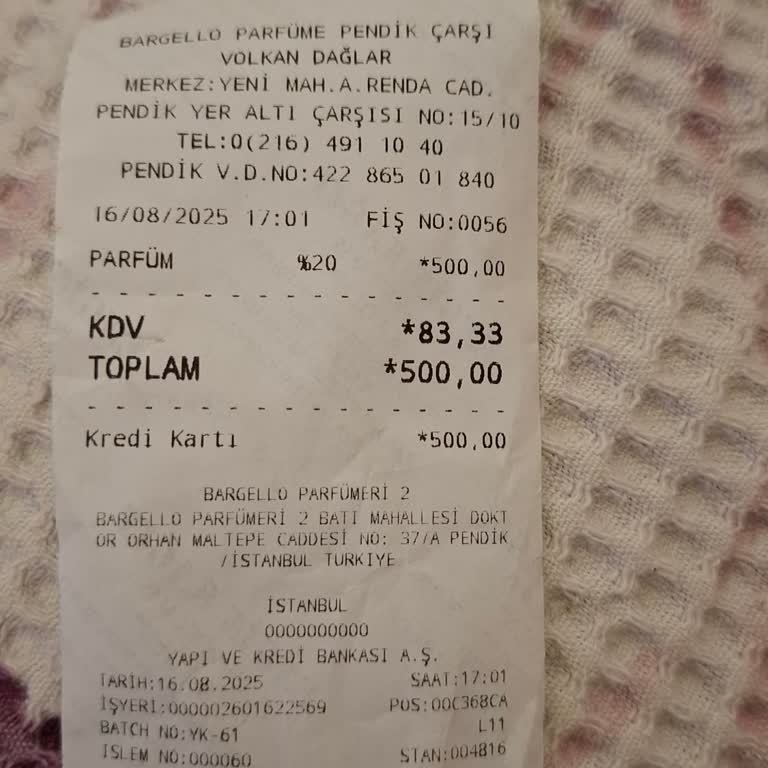 BARGELLO PARFÜME PENDİK ÇARŞI
VOLKAN DAĞLAR
MERKEZ:YENİ MAH.A.RENDA CAD.
PENDİK YER ALTI ÇARŞISI NO:15/10
TEL:0(216) 491 10 40
PENDİK V.D.NO:422 865 01 840
16/08/2025 17:01 FİŞ NO:0056
PARFÜM %20 *500,00
KDV *83,33
TOPLAM *500,00
Kredi Kartı *500,00
BARGELLO PARFÜMERİ 2
BARGELLO PARFÜMERİ 2 BATI MAHALLESİ DOKT
OR ORHAN MALTEPE CADDESİ NO: 37/A PENDİK
/İSTANBUL TURKIYE
İSTANBUL
0000000000
YAPI VE KREDİ BANKASI A.Ş.
TARİH:16.08.2025 SAAT:17:01
İŞYERİ:000002601622569 POS:00C368CA
BATCH NO:YK-61 L11
İSLEM NO:000060 STAN:004816